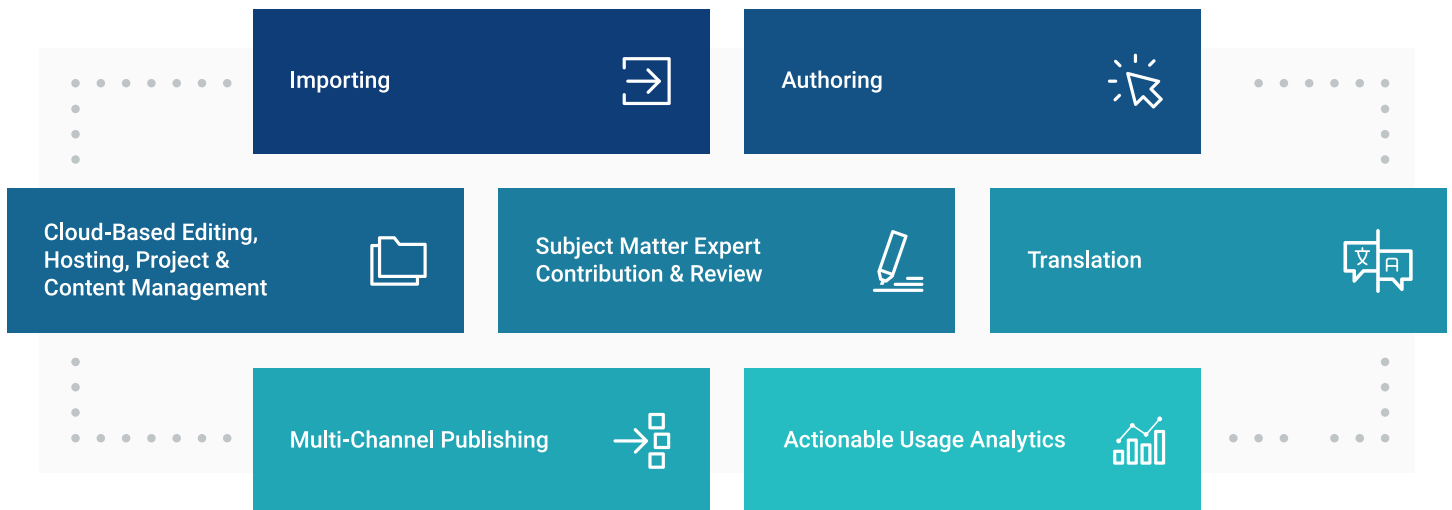 Importing
Authoring
Cloud-Based Editing,
Hosting, Project &
Content Management
Subject Matter Expert
Contribution & Review
Translation
文
A
Multi-Channel Publishing
Actionable Usage Analytics